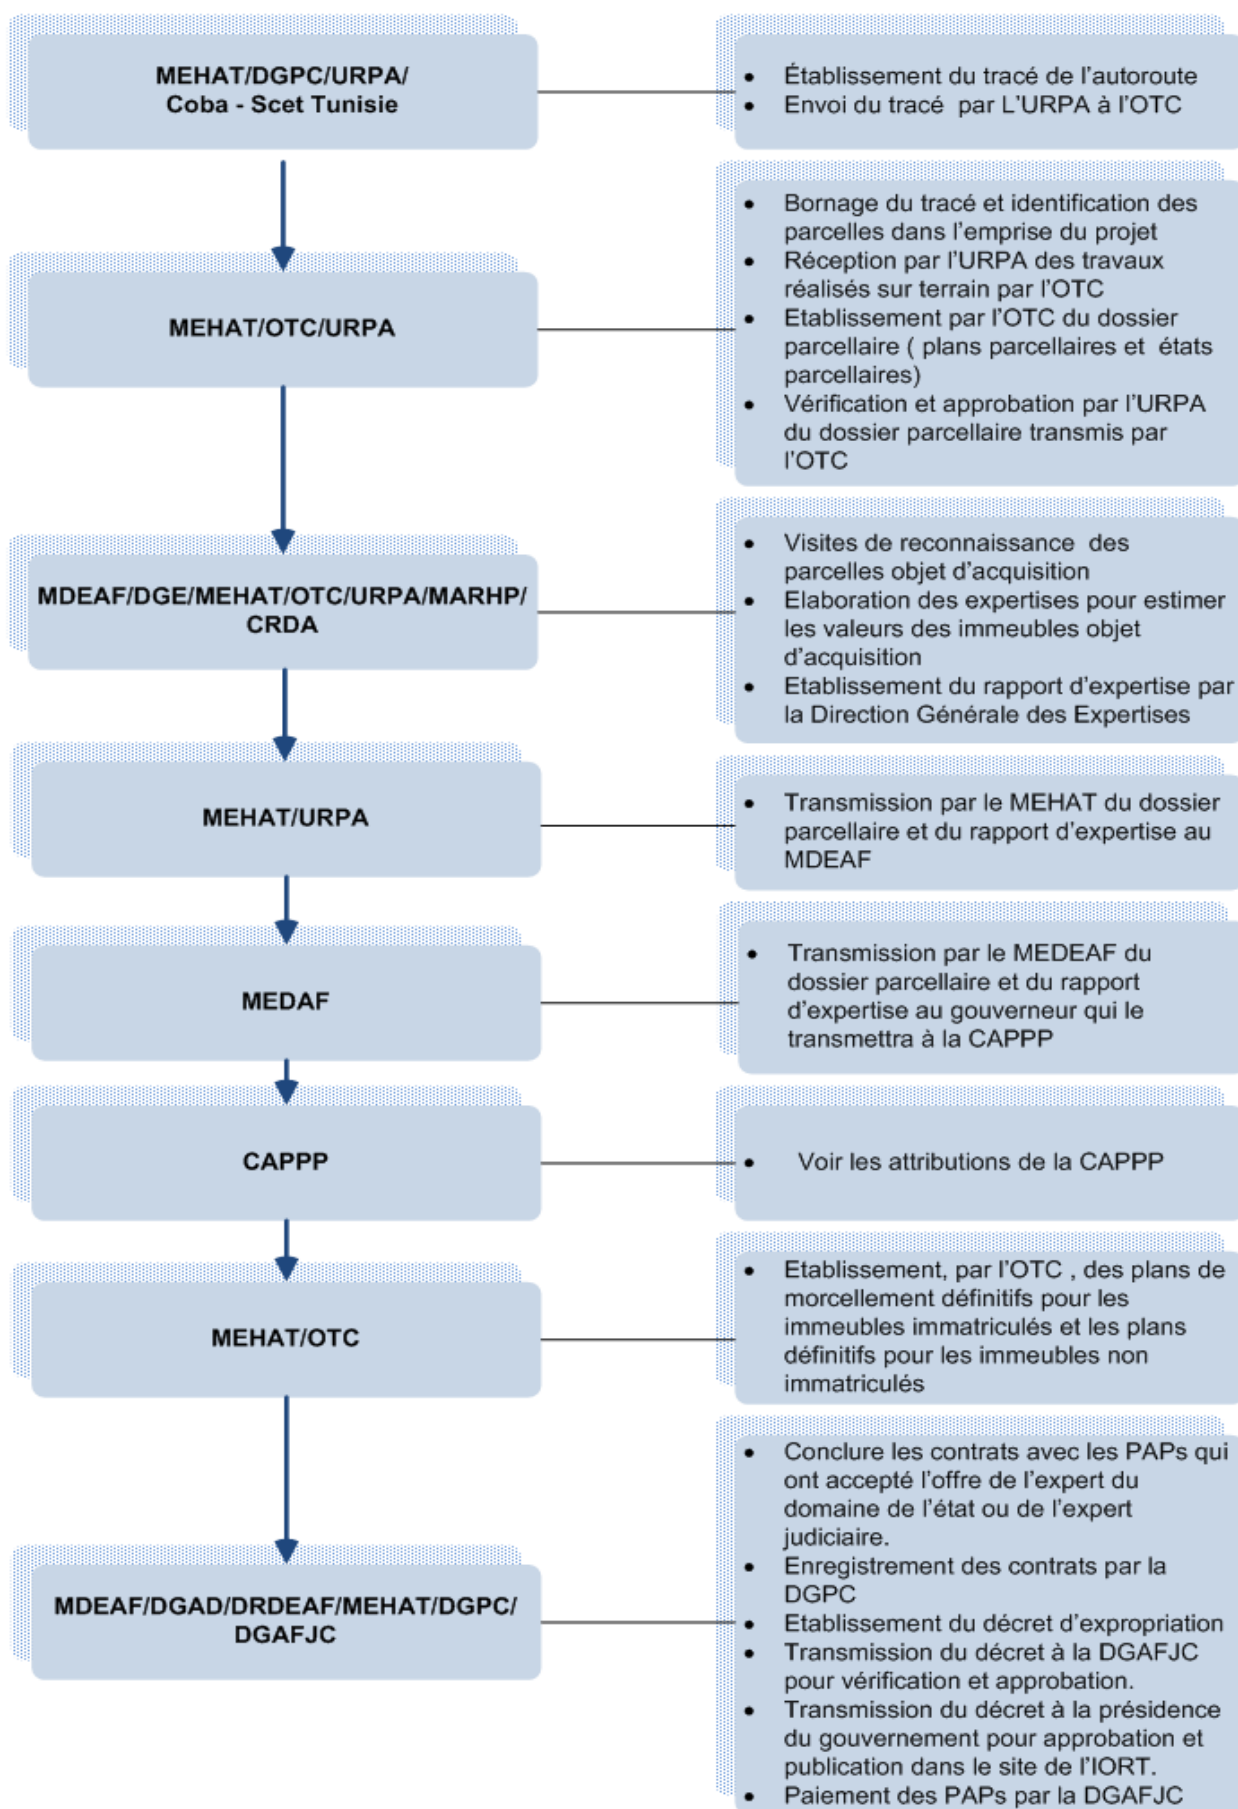 MEHAT/DGPC/URPA/
Coba - Scet Tunisie
• Établissement du tracé de l'autoroute
• Envoi du tracé par L'URPA à l'OTC
MEHAT/OTC/URPA
• Bornage du tracé et identification des
parcelles dans l'emprise du projet
• Réception par l'URPA des travaux
réalisés sur terrain par l'OTC
• Etablissement par l'OTC du dossier
parcellaire ( plans parcellaires et états
parcellaires)
• Vérification et approbation par l'URPA
du dossier parcellaire transmis par
l'OTC
MDEAF/DGE/MEHAT/OTC/URPA/MARHP/
CRDA
• Visites de reconnaissance des
parcelles objet d'acquisition
• Elaboration des expertises pour estimer
les valeurs des immeubles objet
d'acquisition
• Etablissement du rapport d'expertise par
la Direction Générale des Expertises
MEHAT/URPA
• Transmission par le MEHAT du dossier
parcellaire et du rapport d'expertise au
MDEAF
MEDAF
• Transmission par le MEDEAF du
dossier parcellaire et du rapport
d'expertise au gouverneur qui le
transmettra à la CAPPP
CAPPP
• Voir les attributions de la CAPPP
MEHAT/OTC
• Etablissement, par l'OTC , des plans de
morcellement définitifs pour les
immeubles immatriculés et les plans
définitifs pour les immeubles non
immatriculés
MDEAF/DGAD/DRDEAF/MEHAT/DGPC/
DGAFJC
• Conclure les contrats avec les PAPs qui
ont accepté l'offre de l'expert du
domaine de l'état ou de l'expert
judiciaire.
• Enregistrement des contrats par la
DGPC
• Etablissement du décret d'expropriation
• Transmission du décret à la DGAFJC
pour vérification et approbation.
• Transmission du décret à la présidence
du gouvernement pour approbation et
publication dans le site de l'IORT.
• Paiement des PAPs par la DGAFJC